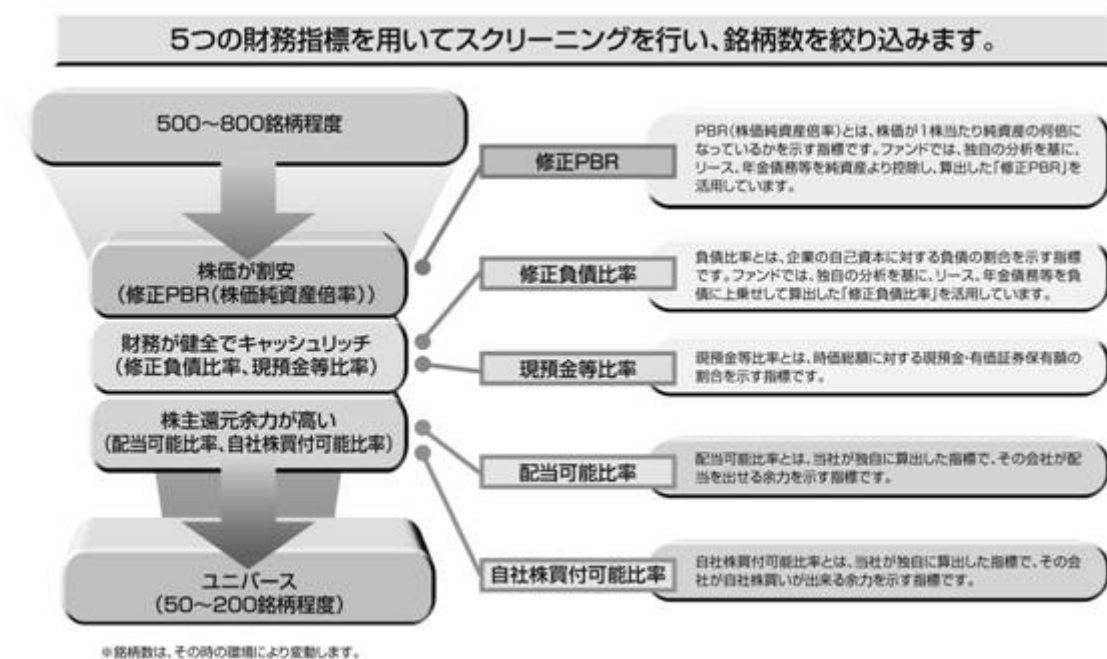 5つの財務指標を用いてスクリーニングを行い、銘柄数を絞り込みます。
500～800銘柄程度
株価が割安
(修正PBR(株価純資産倍率))
財務が健全でキャッシュリッチ
(修正負債比率、現預金等比率)
株主還元余力が高い
(配当可能比率、自社株買付可能比率)
ユニバース
(50～200銘柄程度)
※銘柄数は、その時の環境により変動します。
修正PBR
PBR(株価純資産倍率)とは、株価が1株当たり純資産の何倍に
なっているかを示す指標です。ファンドでは、独自の分析を基に、
リース、年金債務等を純資産より控除し、算出した「修正PBR」を
活用しています。
修正負債比率
負債比率とは、企業の自己資本に対する負債の割合を示す指標
です。ファンドでは、独自の分析を基に、リース、年金債務等を負
債に上乗せして算出した「修正負債比率」を活用しています。
現預金等比率
現預金等比率とは、時価総額に対する現預金・有価証券保有額の
割合を示す指標です。
配当可能比率
配当可能比率とは、当社が独自に算出した指標で、その会社が配
当を出せる余力を示す指標です。
自社株買付可能比率
自社株買付可能比率とは、当社が独自に算出した指標で、その会
社が自社株買いが出来る余力を示す指標です。